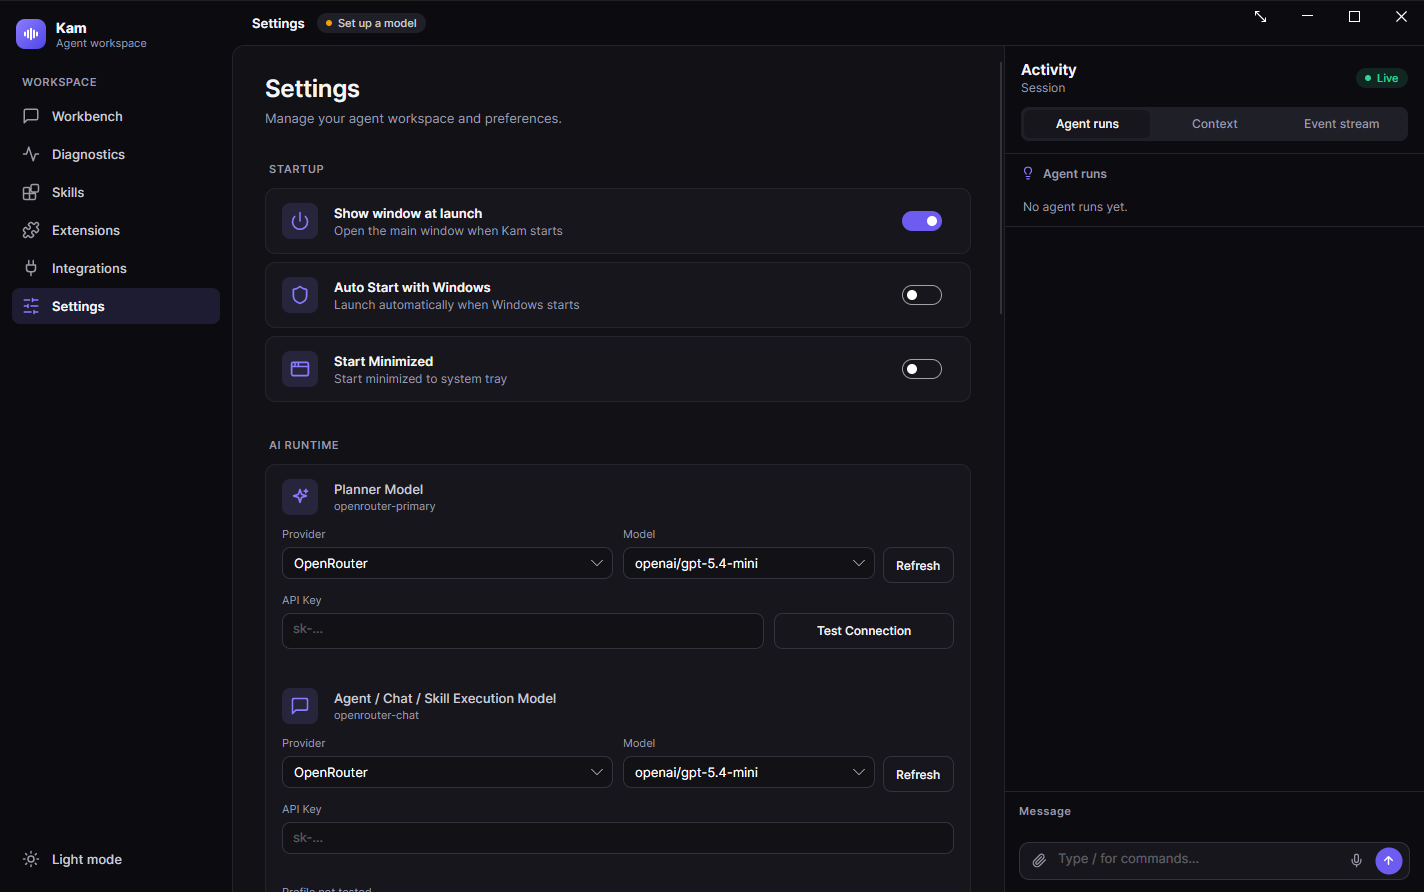 Kam
Agent workspace
WORKSPACE
Workbench
Diagnostics
Skills
Extensions
Integrations
Settings
Light mode
Settings
Set up a model
Settings
Manage your agent workspace and preferences.
STARTUP
Show window at launch
Open the main window when Kam starts
Auto Start with Windows
Launch automatically when Windows starts
Start Minimized
Start minimized to system tray
AI RUNTIME
Planner Model
openrouter-primary
Provider
Model
OpenRouter
openai/gpt-5.4-mini
Refresh
API Key
sk-...
Test Connection
Agent / Chat / Skill Execution Model
openrouter-chat
Provider
Model
OpenRouter
openai/gpt-5.4-mini
Refresh
API Key
sk-...
Profile not tested
Activity
Session
Live
Agent runs
Context
Event stream
Agent runs
No agent runs yet.
Message
Type / for commands...